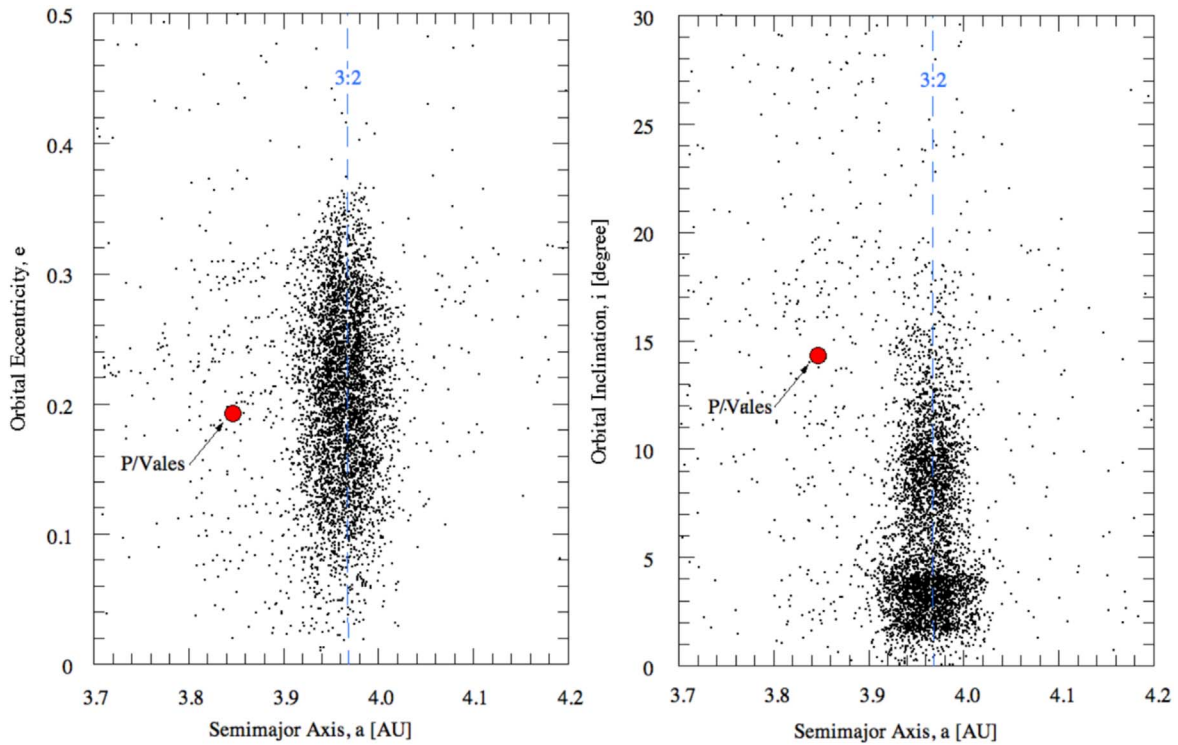 0.5
0.4
0.3
0.2
0.1
0
Orbital Eccentricity, e
3:2
P/Vales
3.7 3.8 3.9 4.0 4.1 4.2
Semimajor Axis, a [AU]
30
25
20
15
10
5
0
Orbital Inclination, i [degree]
3:2
P/Vales
3.7 3.8 3.9 4.0 4.1 4.2
Semimajor Axis, a [AU]